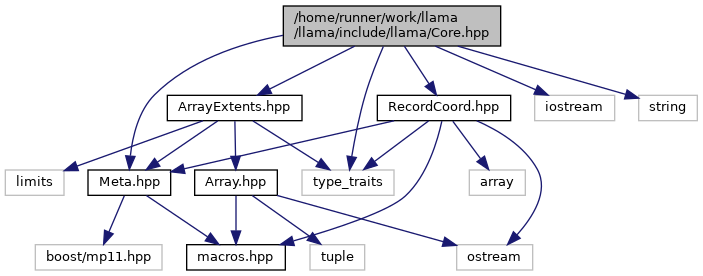 /home/runner/work/llama
/llama/include/llama/Core.hpp
ArrayExtents.hpp
RecordCoord.hpp
iostream
string
limits
Meta.hpp
Array.hpp
type_traits
array
boost/mp11.hpp
macros.hpp
tuple
ostream